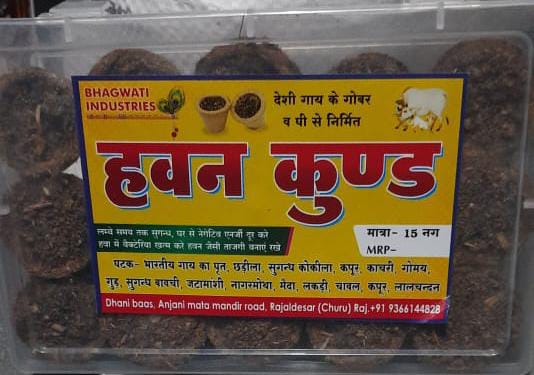 BHAGWATI
INDUSTRIES
देशी गाय के गोबर
व घी से निर्मित
हवन कुण्ड
लम्बे समय तक सुगन्ध, घर से नेगेटिव एनर्जी दूर करे
हवा में बैक्टेरिया खत्म करे हवन जैसी ताजगी बनाएं रखे
मात्रा- 15 नग
MRP-
घटक- भारतीय गाय का घृत, छड़ीला, सुगन्ध कोकीला, कपूर, काचरी, गोमय,
गुड़, सुगन्ध बावची, जटामांशी, नागरमोथा, मैदा, लकड़ी, चावल, कपूर, लालचन्दन
Dhani baas, Anjani mata mandir road, Rajaldesar (Churu) Raj.+91 9366144828